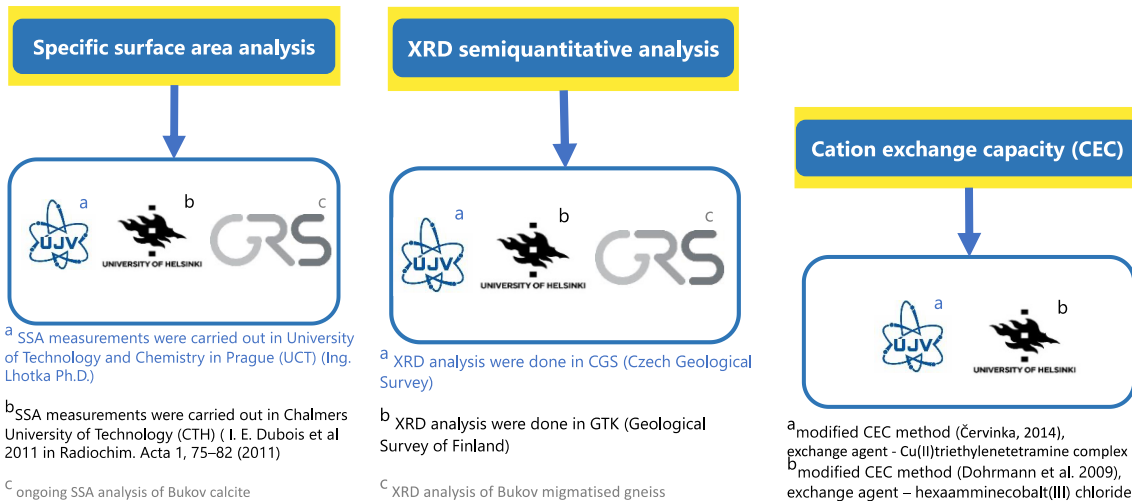 Specific surface area analysis
a
b
c
ÚJV
UNIVERSITY OF HELSINKI
GRS
a SSA measurements were carried out in University
of Technology and Chemistry in Prague (UCT) (Ing.
Lhotka Ph.D.)
bSSA measurements were carried out in Chalmers
University of Technology (CTH) ( I. E. Dubois et al
2011 in Radiochim. Acta 1, 75–82 (2011)
c ongoing SSA analysis of Bukov calcite
XRD semiquantitative analysis
a
b
c
ÚJV
UNIVERSITY OF HELSINKI
GRS
a XRD analysis were done in CGS (Czech Geological
Survey)
b XRD analysis were done in GTK (Geological
Survey of Finland)
c XRD analysis of Bukov migmatised gneiss
Cation exchange capacity (CEC)
a
b
ÚJV
UNIVERSITY OF HELSINKI
amodified CEC method (Červinka, 2014),
exchange agent - Cu(II)triethylenetetramine complex
bmodified CEC method (Dohrmann et al. 2009),
exchange agent – hexaamminecobalt(III) chloride